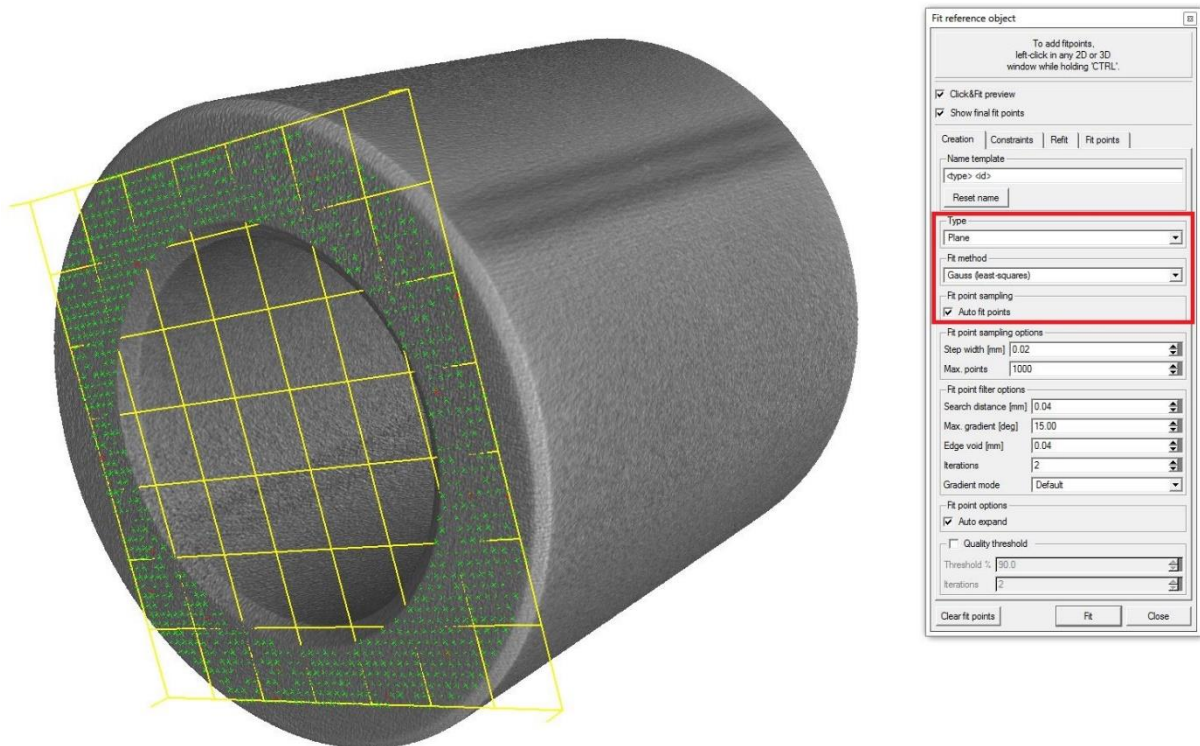 Fit reference object
To add fitpoints,
left-click in any 2D or 3D
window while holding 'CTRL'.
Click&Fit preview
Show final fit points
Creation Constraints Refit Fit points
Name template
<type> <id>
Reset name
Type
Plane
Fit method
Gauss (least-squares)
Fit point sampling
Auto fit points
Fit point sampling options
Step width [mm] 0.02
Max. points 1000
Fit point filter options
Search distance [mm] 0.04
Max. gradient [deg] 15.00
Edge void [mm] 0.04
Iterations 2
Gradient mode Default
Fit point options
Auto expand
Quality threshold
Threshold % 90.0
Iterations 2
Clear fit points Fit Close